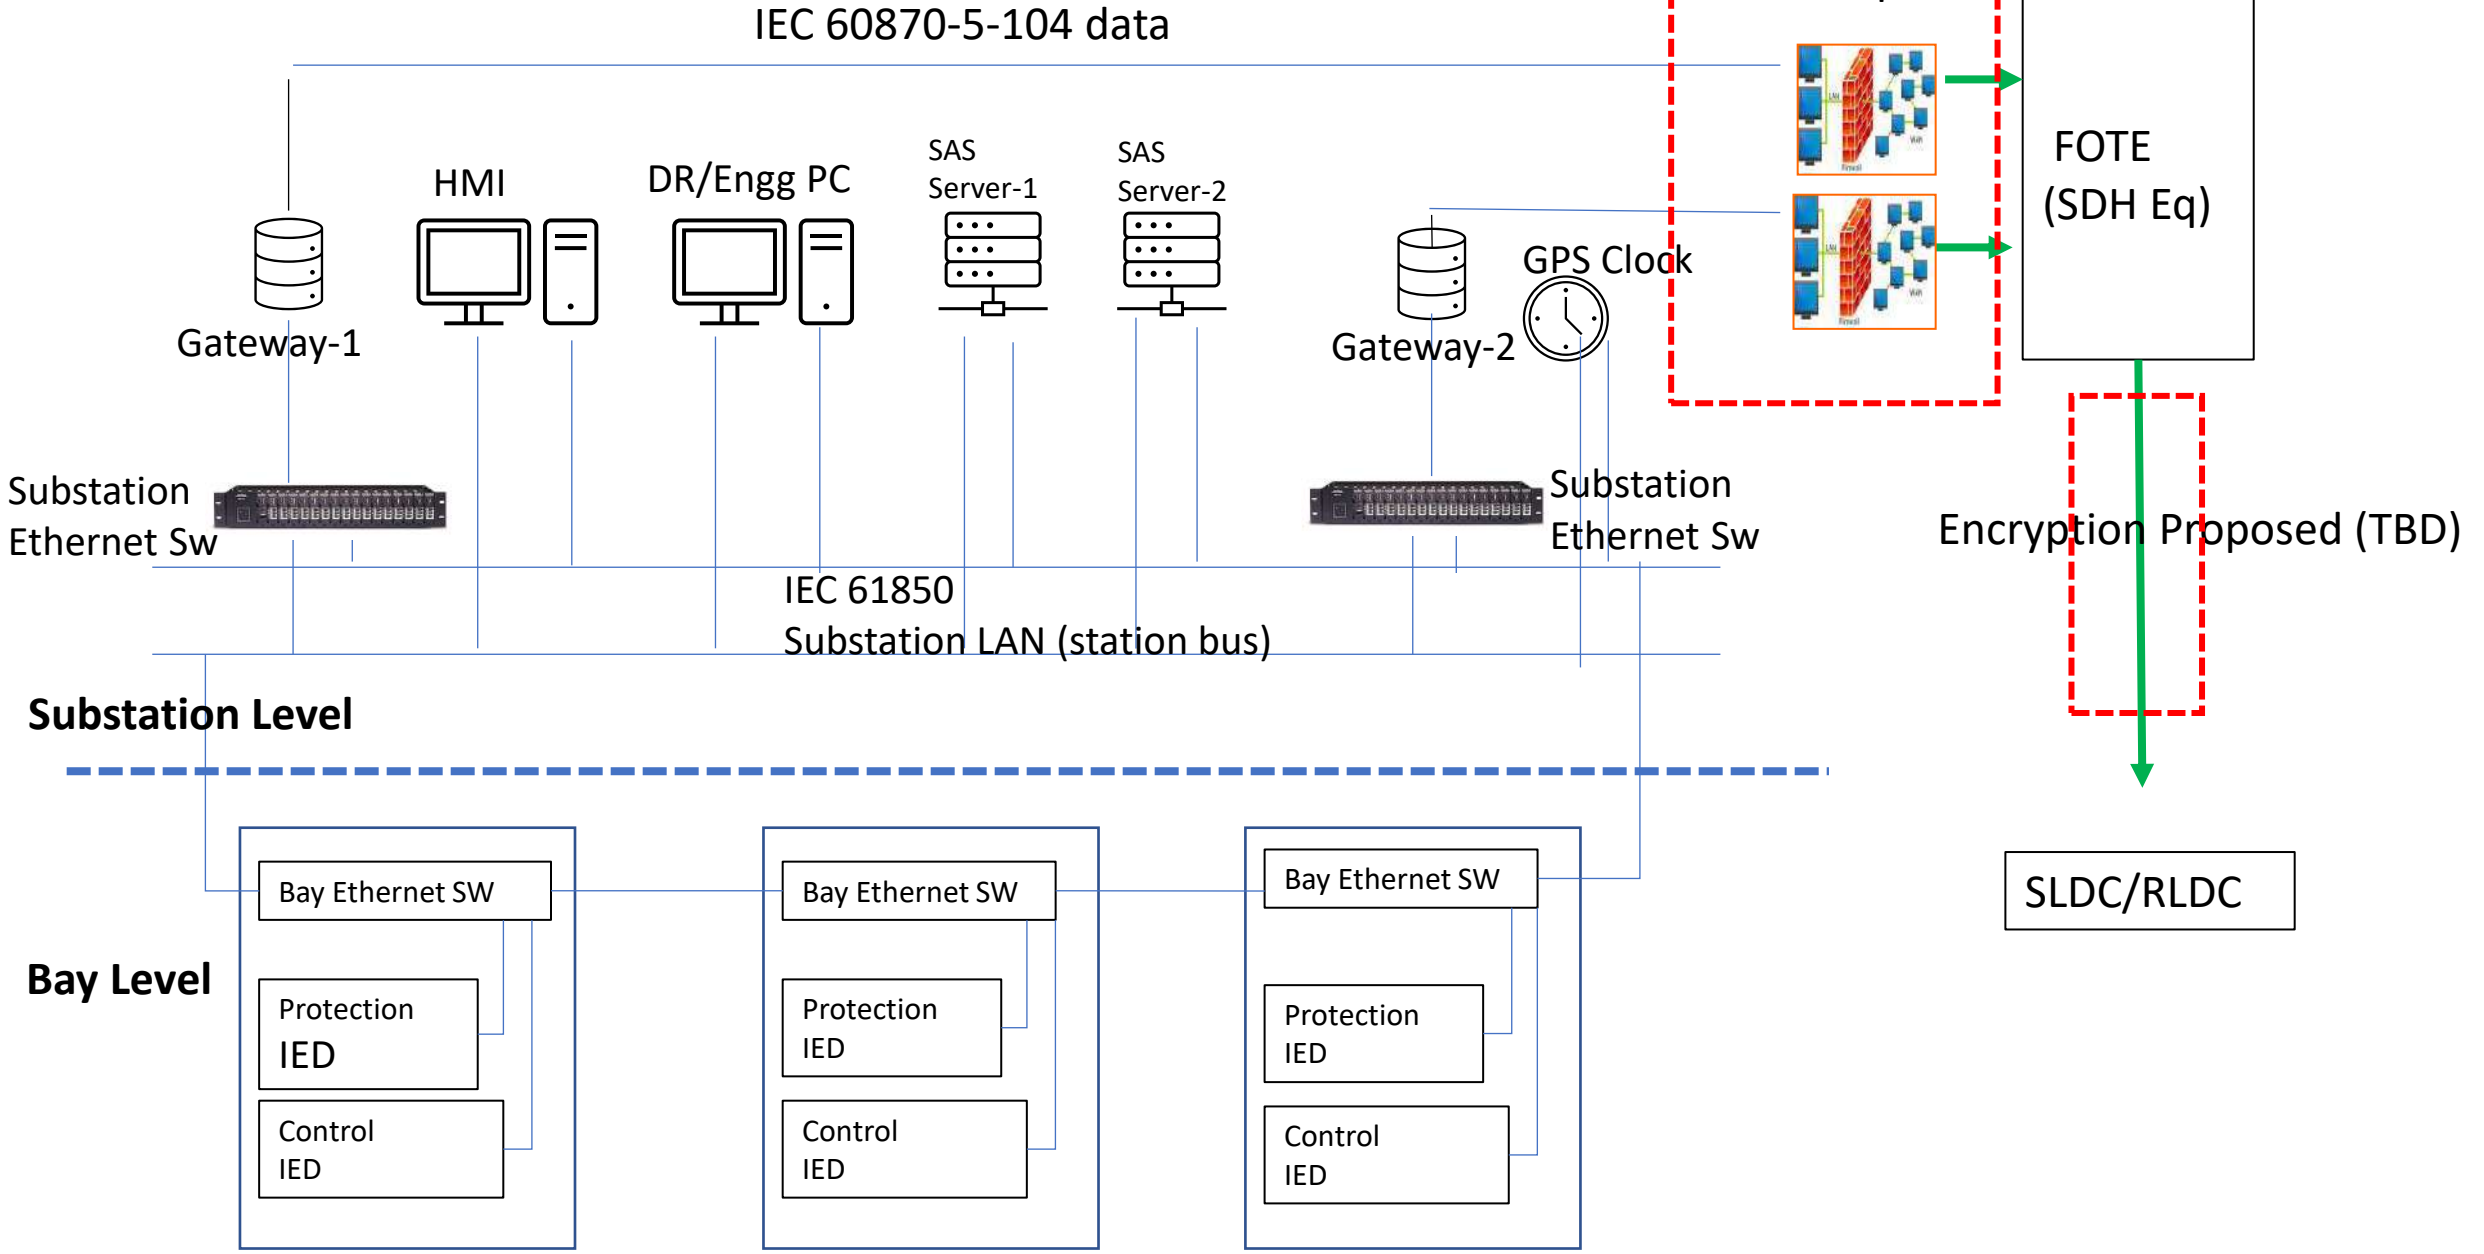 IEC 60870-5-104 data
HMI
DR/Engg PC
SAS
Server-1
SAS
Server-2
FOTE
(SDH Eq)
GPS Clock
Gateway-1
Gateway-2
Substation
Ethernet Sw
Substation
Ethernet Sw
Encryption Proposed (TBD)
IEC 61850
Substation LAN (station bus)
Substation Level
Bay Ethernet SW
Bay Ethernet SW
Bay Ethernet SW
SLDC/RLDC
Bay Level
Protection
IED
Protection
IED
Protection
IED
Control
IED
Control
IED
Control
IED